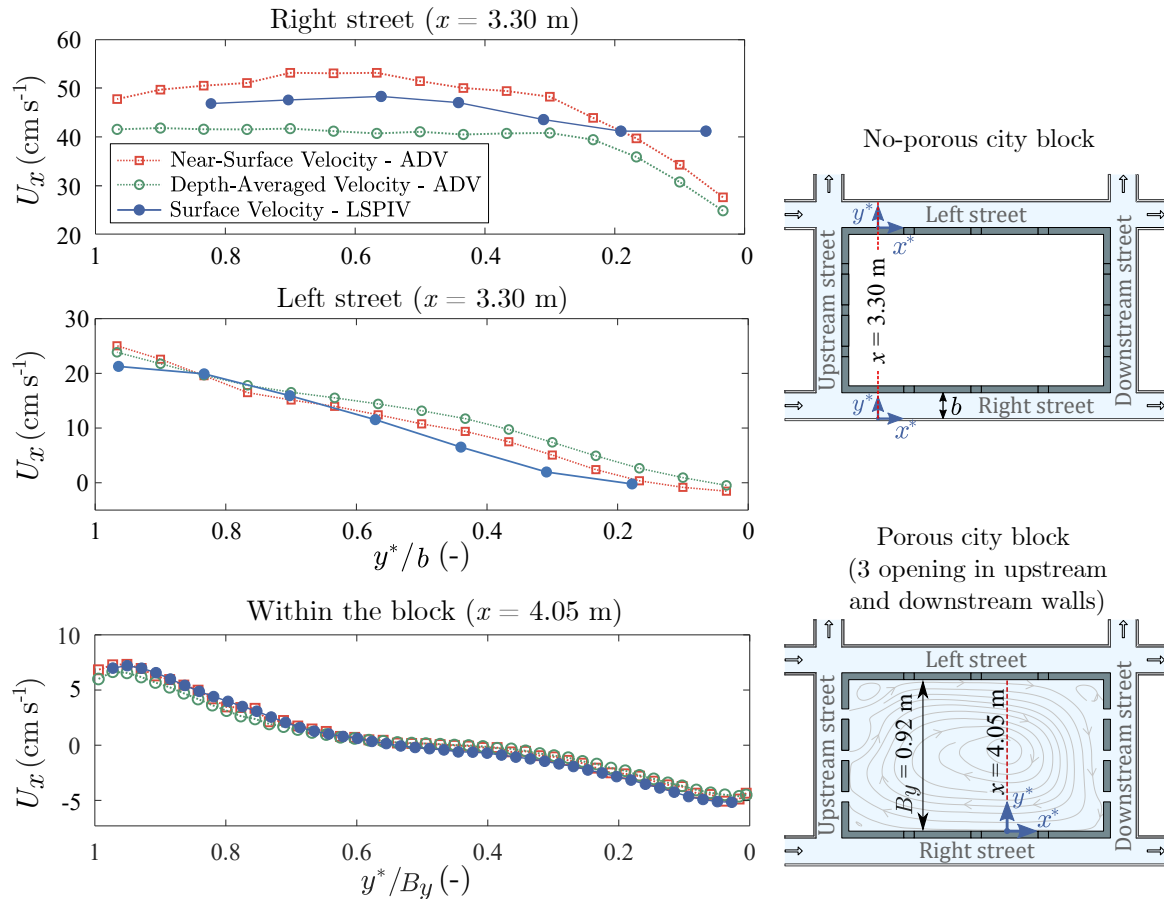 Right street (x = 3.30 m)
60
50
40
30
20
U_x (cm s⁻¹)
Near-Surface Velocity - ADV
Depth-Averaged Velocity - ADV
Surface Velocity - LSPIV
1
0.8
0.6
0.4
0.2
0
Left street (x = 3.30 m)
30
20
10
0
U_x (cm s⁻¹)
1
0.8
0.6
0.4
0.2
0
y*/b (-)
Within the block (x = 4.05 m)
10
5
0
-5
U_x (cm s⁻¹)
1
0.8
0.6
0.4
0.2
0
y*/By (-)
No-porous city block
Left street
y*
x*
Upstream street
x = 3.30 m
Downstream street
y*
x*
b
Right street
Porous city block
(3 opening in upstream
and downstream walls)
Left street
Upstream street
By = 0.92 m
x = 4.05 m
Downstream street
y*
x*
Right street